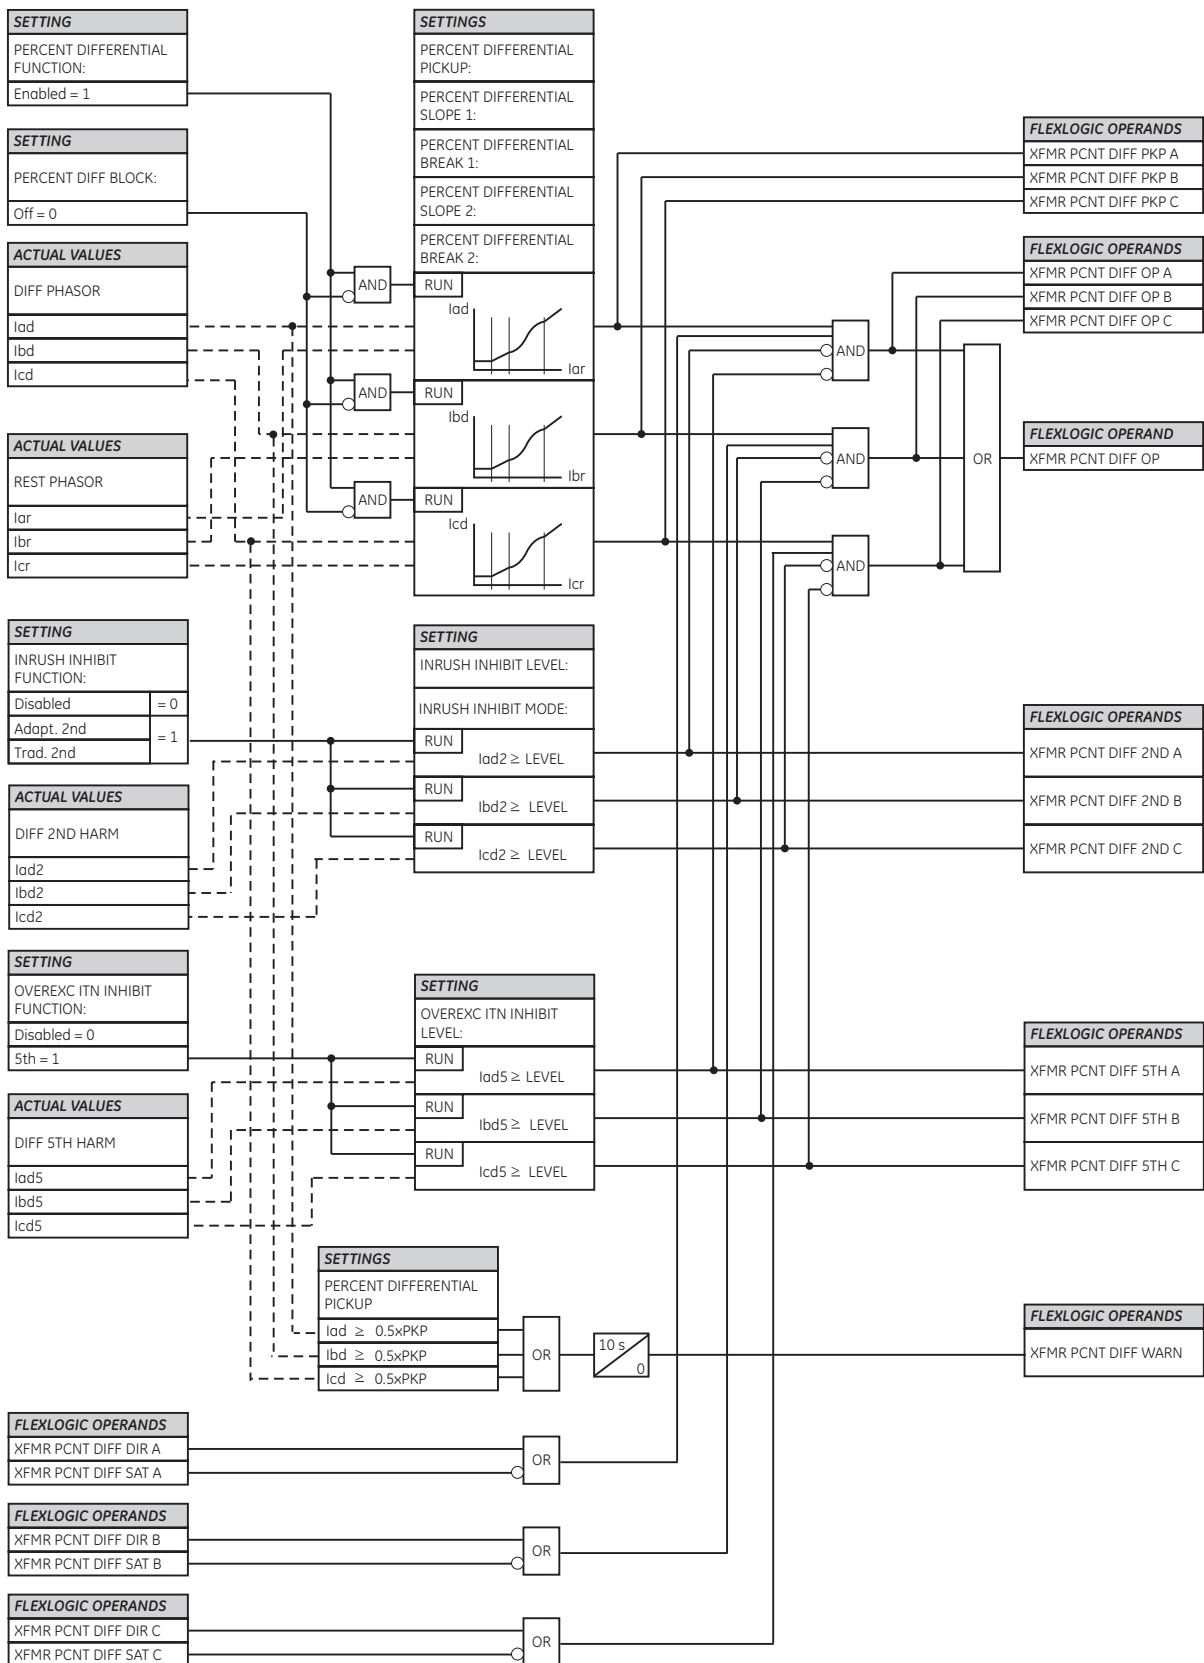 SETTING
PERCENT DIFFERENTIAL
FUNCTION:
Enabled = 1
SETTING
PERCENT DIFF BLOCK:
Off = 0
ACTUAL VALUES
DIFF PHASOR
Iad
Ibd
Icd
ACTUAL VALUES
REST PHASOR
Iar
Ibr
Icr
SETTING
INRUSH INHIBIT
FUNCTION:
Disabled = 0
Adapt. 2nd
= 1
Trad. 2nd
ACTUAL VALUES
DIFF 2ND HARM
Iad2
Ibd2
Icd2
SETTING
OVEREXC ITN INHIBIT
FUNCTION:
Disabled = 0
5th = 1
ACTUAL VALUES
DIFF 5TH HARM
Iad5
Ibd5
Icd5
FLEXLOGIC OPERANDS
XFMR PCNT DIFF DIR A
XFMR PCNT DIFF SAT A
FLEXLOGIC OPERANDS
XFMR PCNT DIFF DIR B
XFMR PCNT DIFF SAT B
FLEXLOGIC OPERANDS
XFMR PCNT DIFF DIR C
XFMR PCNT DIFF SAT C
AND
AND
AND
SETTINGS
PERCENT DIFFERENTIAL
PICKUP:
PERCENT DIFFERENTIAL
SLOPE 1:
PERCENT DIFFERENTIAL
BREAK 1:
PERCENT DIFFERENTIAL
SLOPE 2:
PERCENT DIFFERENTIAL
BREAK 2:
RUN
Iad
Iar
RUN
Ibd
Ibr
RUN
Icd
Icr
SETTINGS
INRUSH INHIBIT LEVEL:
INRUSH INHIBIT MODE:
RUN
Iad2 ≥ LEVEL
RUN
Ibd2 ≥ LEVEL
RUN
Icd2 ≥ LEVEL
SETTING
OVEREXC ITN INHIBIT
LEVEL:
RUN
Iad5 ≥ LEVEL
RUN
Ibd5 ≥ LEVEL
RUN
Icd5 ≥ LEVEL
SETTINGS
PERCENT DIFFERENTIAL
PICKUP
Iad ≥ 0.5xPKP
Ibd ≥ 0.5xPKP
Icd ≥ 0.5xPKP
OR
10 s
0
OR
OR
OR
AND
AND
AND
OR
FLEXLOGIC OPERANDS
XFMR PCNT DIFF PKP A
XFMR PCNT DIFF PKP B
XFMR PCNT DIFF PKP C
FLEXLOGIC OPERANDS
XFMR PCNT DIFF OP A
XFMR PCNT DIFF OP B
XFMR PCNT DIFF OP C
FLEXLOGIC OPERAND
XFMR PCNT DIFF OP
FLEXLOGIC OPERANDS
XFMR PCNT DIFF 2ND A
XFMR PCNT DIFF 2ND B
XFMR PCNT DIFF 2ND C
FLEXLOGIC OPERANDS
XFMR PCNT DIFF 5TH A
XFMR PCNT DIFF 5TH B
XFMR PCNT DIFF 5TH C
FLEXLOGIC OPERANDS
XFMR PCNT DIFF WARN